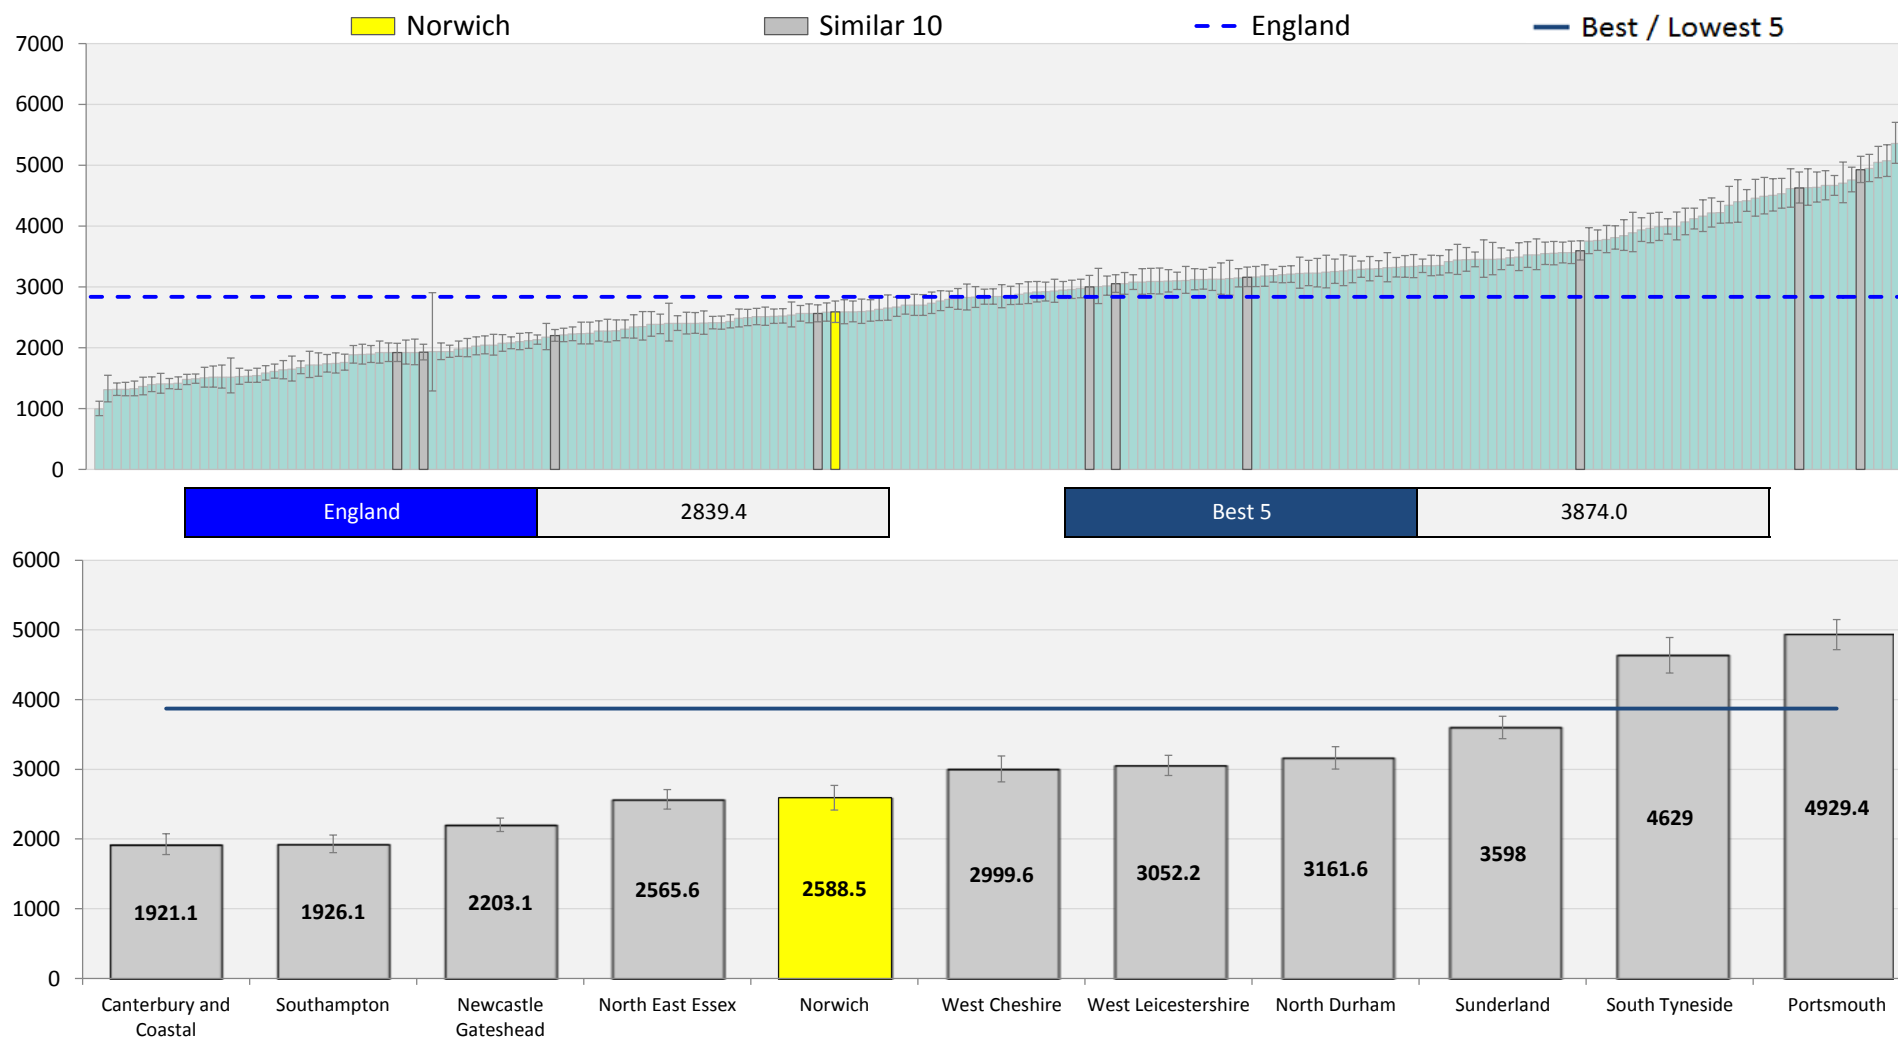 Norwich
Similar 10
England
Best / Lowest 5
7000
6000
5000
4000
3000
2000
1000
0
England 2839.4
Best 5 3874.0
6000
5000
4000
3000
2000
1000
0
1921.1
1926.1
2203.1
2565.6
2588.5
2999.6
3052.2
3161.6
3598
4629
4929.4
Canterbury and
Coastal
Southampton
Newcastle
Gateshead
North East Essex
Norwich
West Cheshire
West Leicestershire
North Durham
Sunderland
South Tyneside
Portsmouth